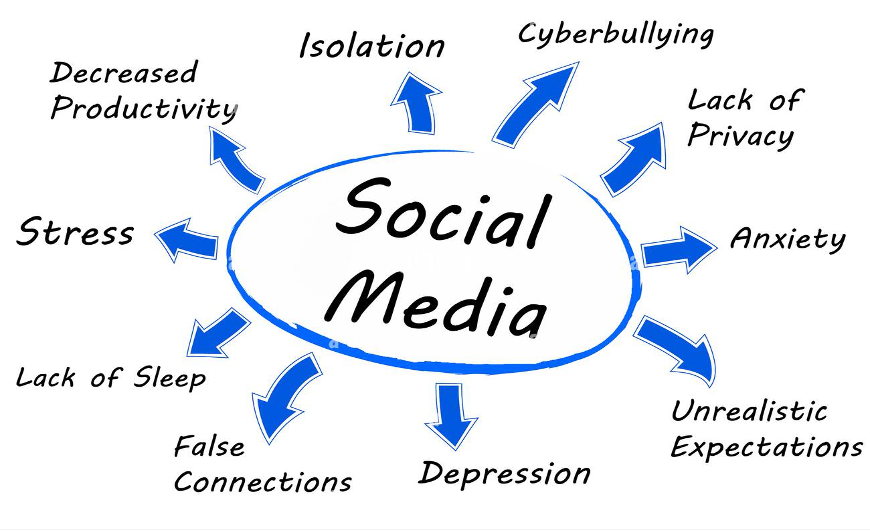 Isolation
Cyberbullying
Decreased
Productivity
Lack of
Privacy
Social
Media
Stress
Anxiety
Lack of Sleep
Unrealistic
Expectations
False
Connections
Depression